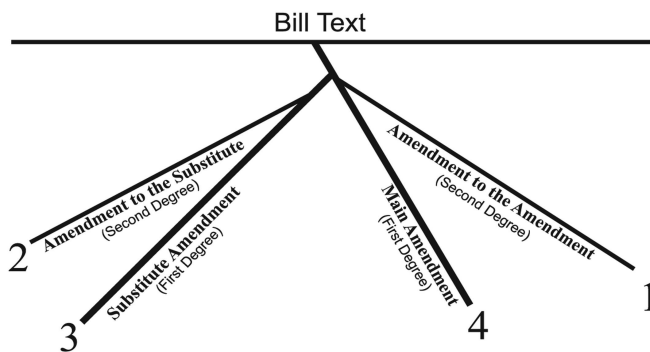 Bill Text
Amendment to the Substitute
(Second Degree)
2
Substitute Amendment
(First Degree)
3
Main Amendment
(First Degree)
4
Amendment to the Amendment
(Second Degree)
1